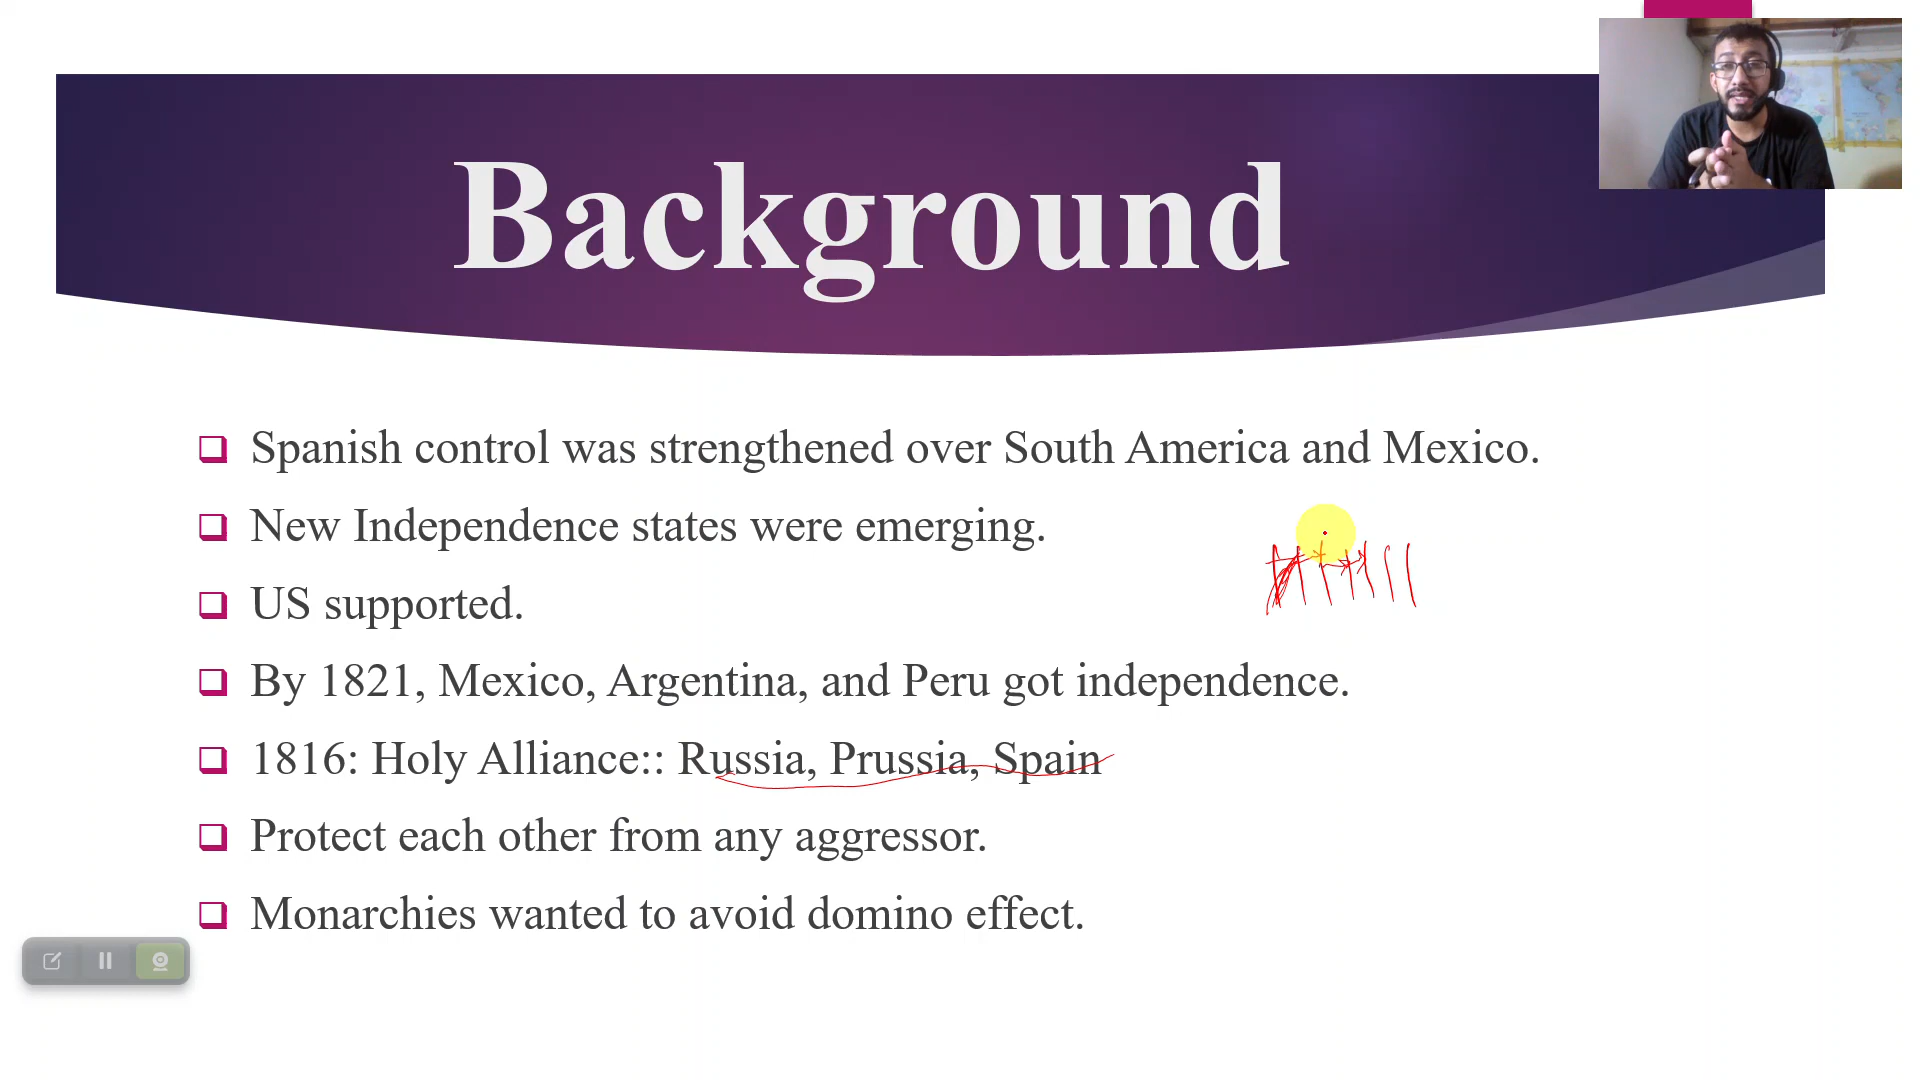 Background
Spanish control was strengthened over South America and Mexico.
New Independence states were emerging.
US supported.
By 1821, Mexico, Argentina, and Peru got independence.
1816: Holy Alliance:: Russia, Prussia, Spain
Protect each other from any aggressor.
Monarchies wanted to avoid domino effect.